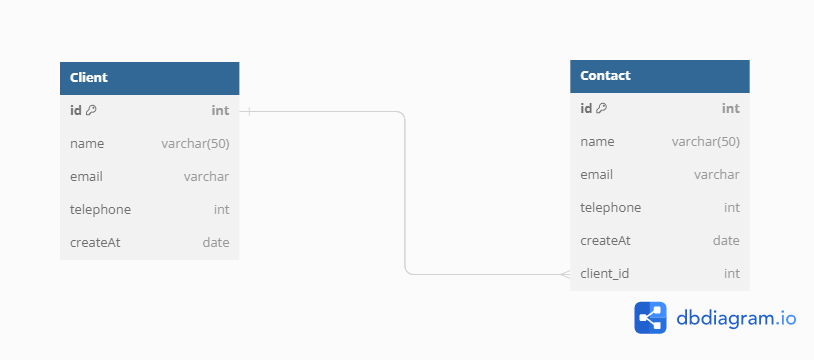 Client
id int
name varchar(50)
email varchar
telephone int
createAt date
Contact
id int
name varchar(50)
email varchar
telephone int
createAt date
client_id int
dbdiagram.io